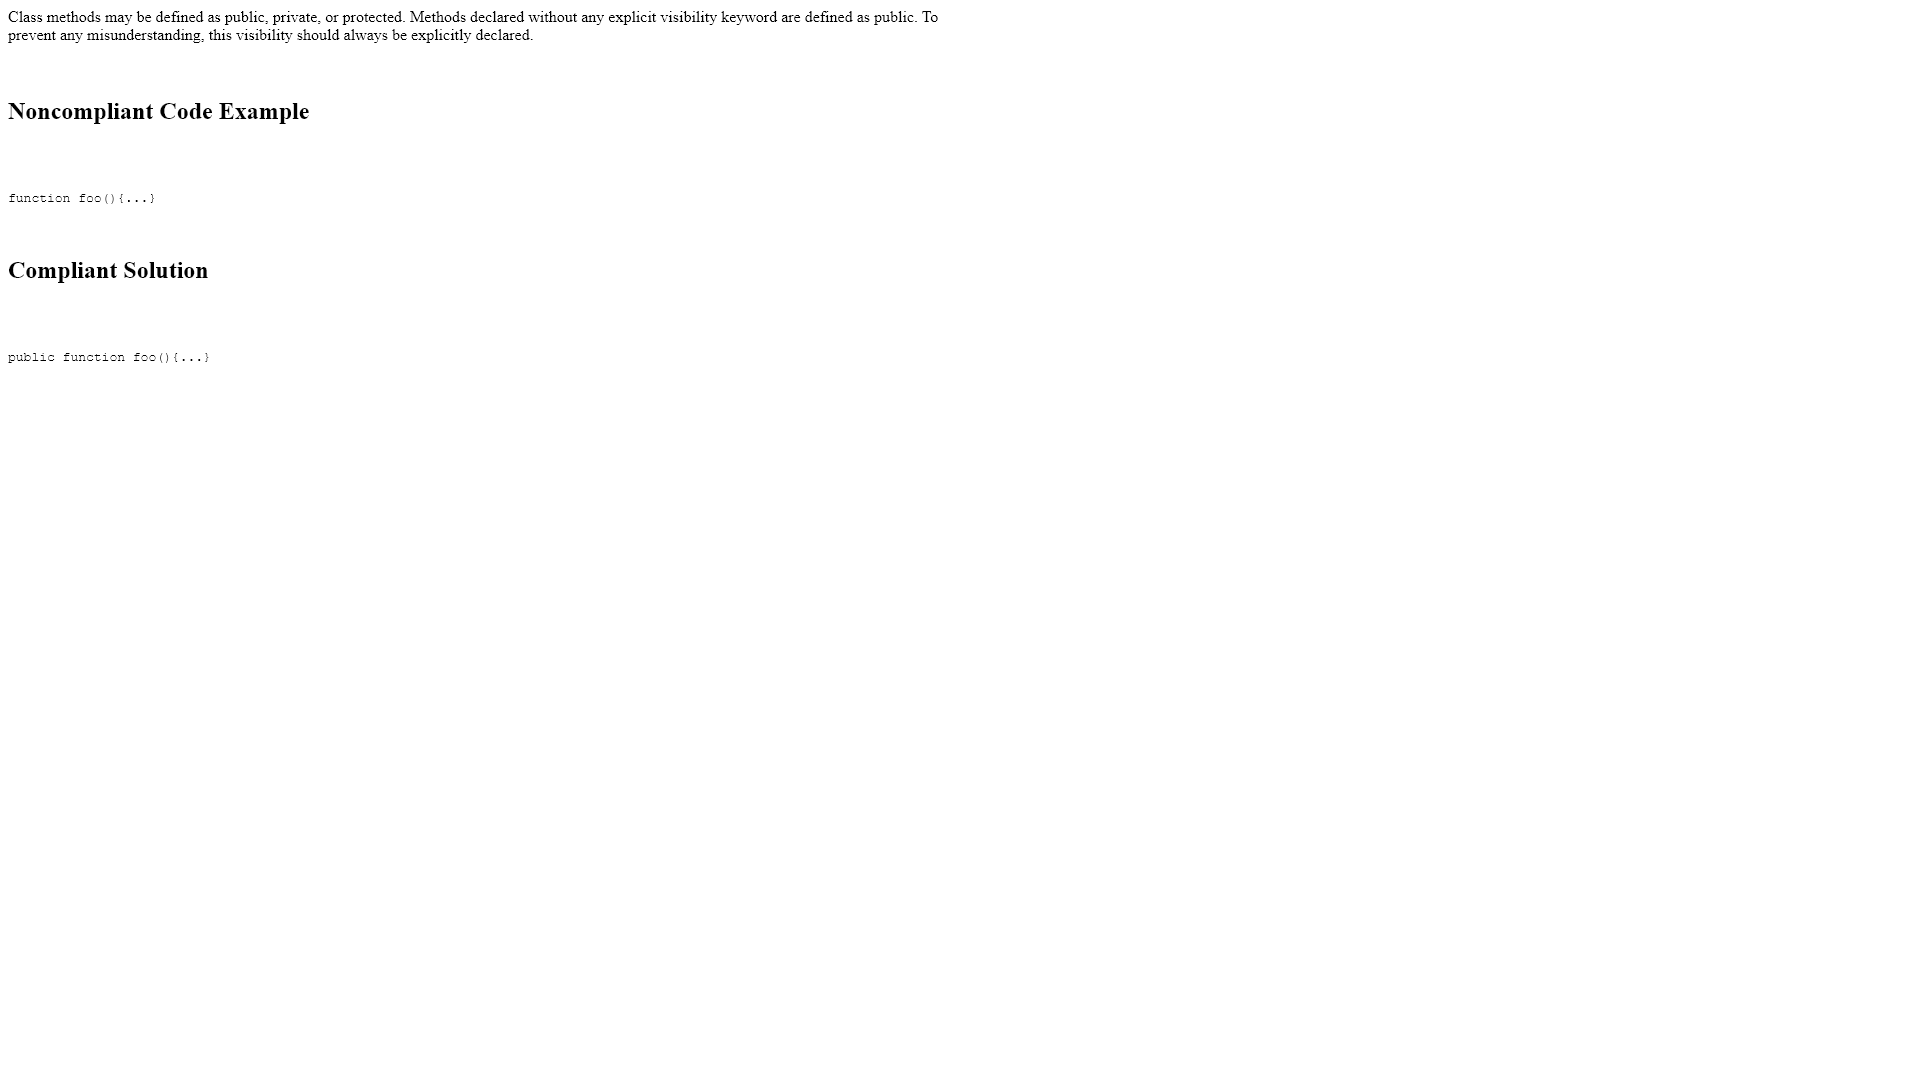 Class methods may be defined as public, private, or protected. Methods declared without any explicit visibility keyword are defined as public. To
prevent any misunderstanding, this visibility should always be explicitly declared.
Noncompliant Code Example
function foo(){...}
Compliant Solution
public function foo(){...}